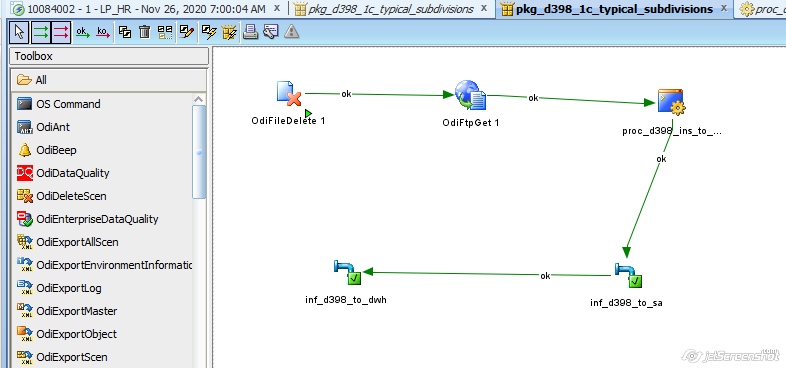 10084002 - 1 - LP_HR - Nov 26, 2020 7:00:04 AM x
pkg_d398_1c_typical_subdivisions x
pkg_d398_1c_typical_subdivisions x
proc_d
ok
ko
Toolbox
All
OS Command
OdiAnt
OdiBeep
OdiDataQuality
OdiDeleteScen
OdiEnterpriseDataQuality
OdiExportAllScen
OdiExportEnvironmentInformatic
OdiExportLog
OdiExportMaster
OdiExportObject
OdiExportScen
OdiFileDelete 1
ok
OdiFtpGet 1
ok
proc_d398_ins_to_...
ok
inf_d398_to_sa
ok
inf_d398_to_dwh
jetScreenshot